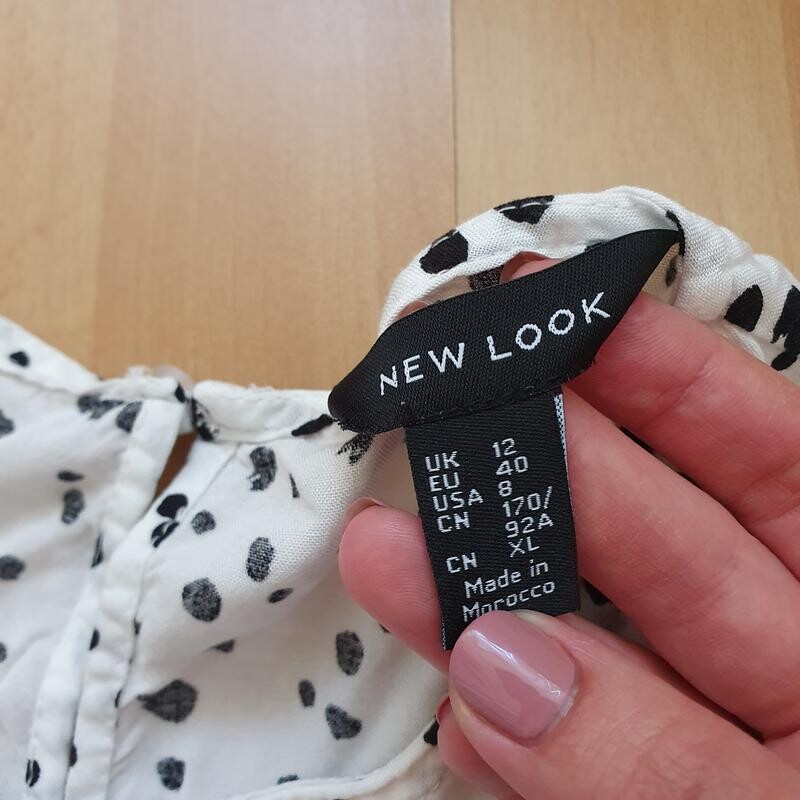 NEW LOOK
UK 12
EU 40
USA 8
CN 170/
92A
CN XL
Made in
Morocco